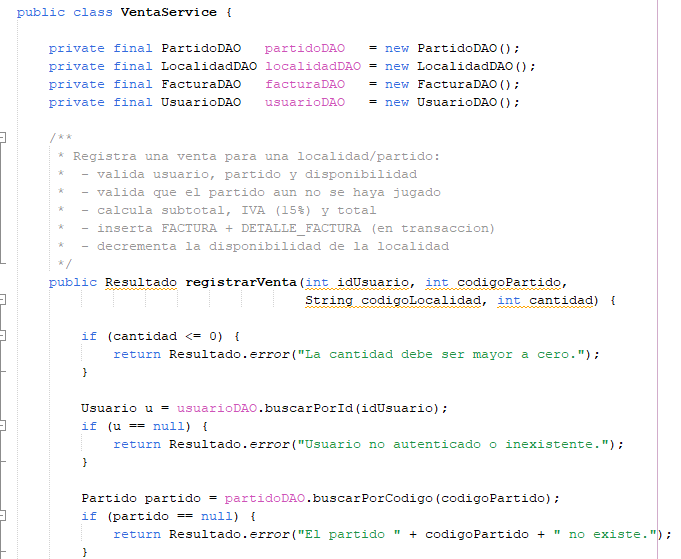 public class VentaService {
private final PartidoDAO   partidoDAO   = new PartidoDAO();
private final LocalidadDAO localidadDAO = new LocalidadDAO();
private final FacturaDAO   facturaDAO   = new FacturaDAO();
private final UsuarioDAO   usuarioDAO   = new UsuarioDAO();
/**
* Registra una venta para una localidad/partido:
*  - valida usuario, partido y disponibilidad
*  - valida que el partido aun no se haya jugado
*  - calcula subtotal, IVA (15%) y total
*  - inserta FACTURA + DETALLE_FACTURA (en transaccion)
*  - decrementa la disponibilidad de la localidad
*/
public Resultado registrarVenta(int idUsuario, int codigoPartido,
String codigoLocalidad, int cantidad) {
if (cantidad <= 0) {
return Resultado.error("La cantidad debe ser mayor a cero.");
}
Usuario u = usuarioDAO.buscarPorId(idUsuario);
if (u == null) {
return Resultado.error("Usuario no autenticado o inexistente.");
}
Partido partido = partidoDAO.buscarPorCodigo(codigoPartido);
if (partido == null) {
return Resultado.error("El partido " + codigoPartido + " no existe.");
}